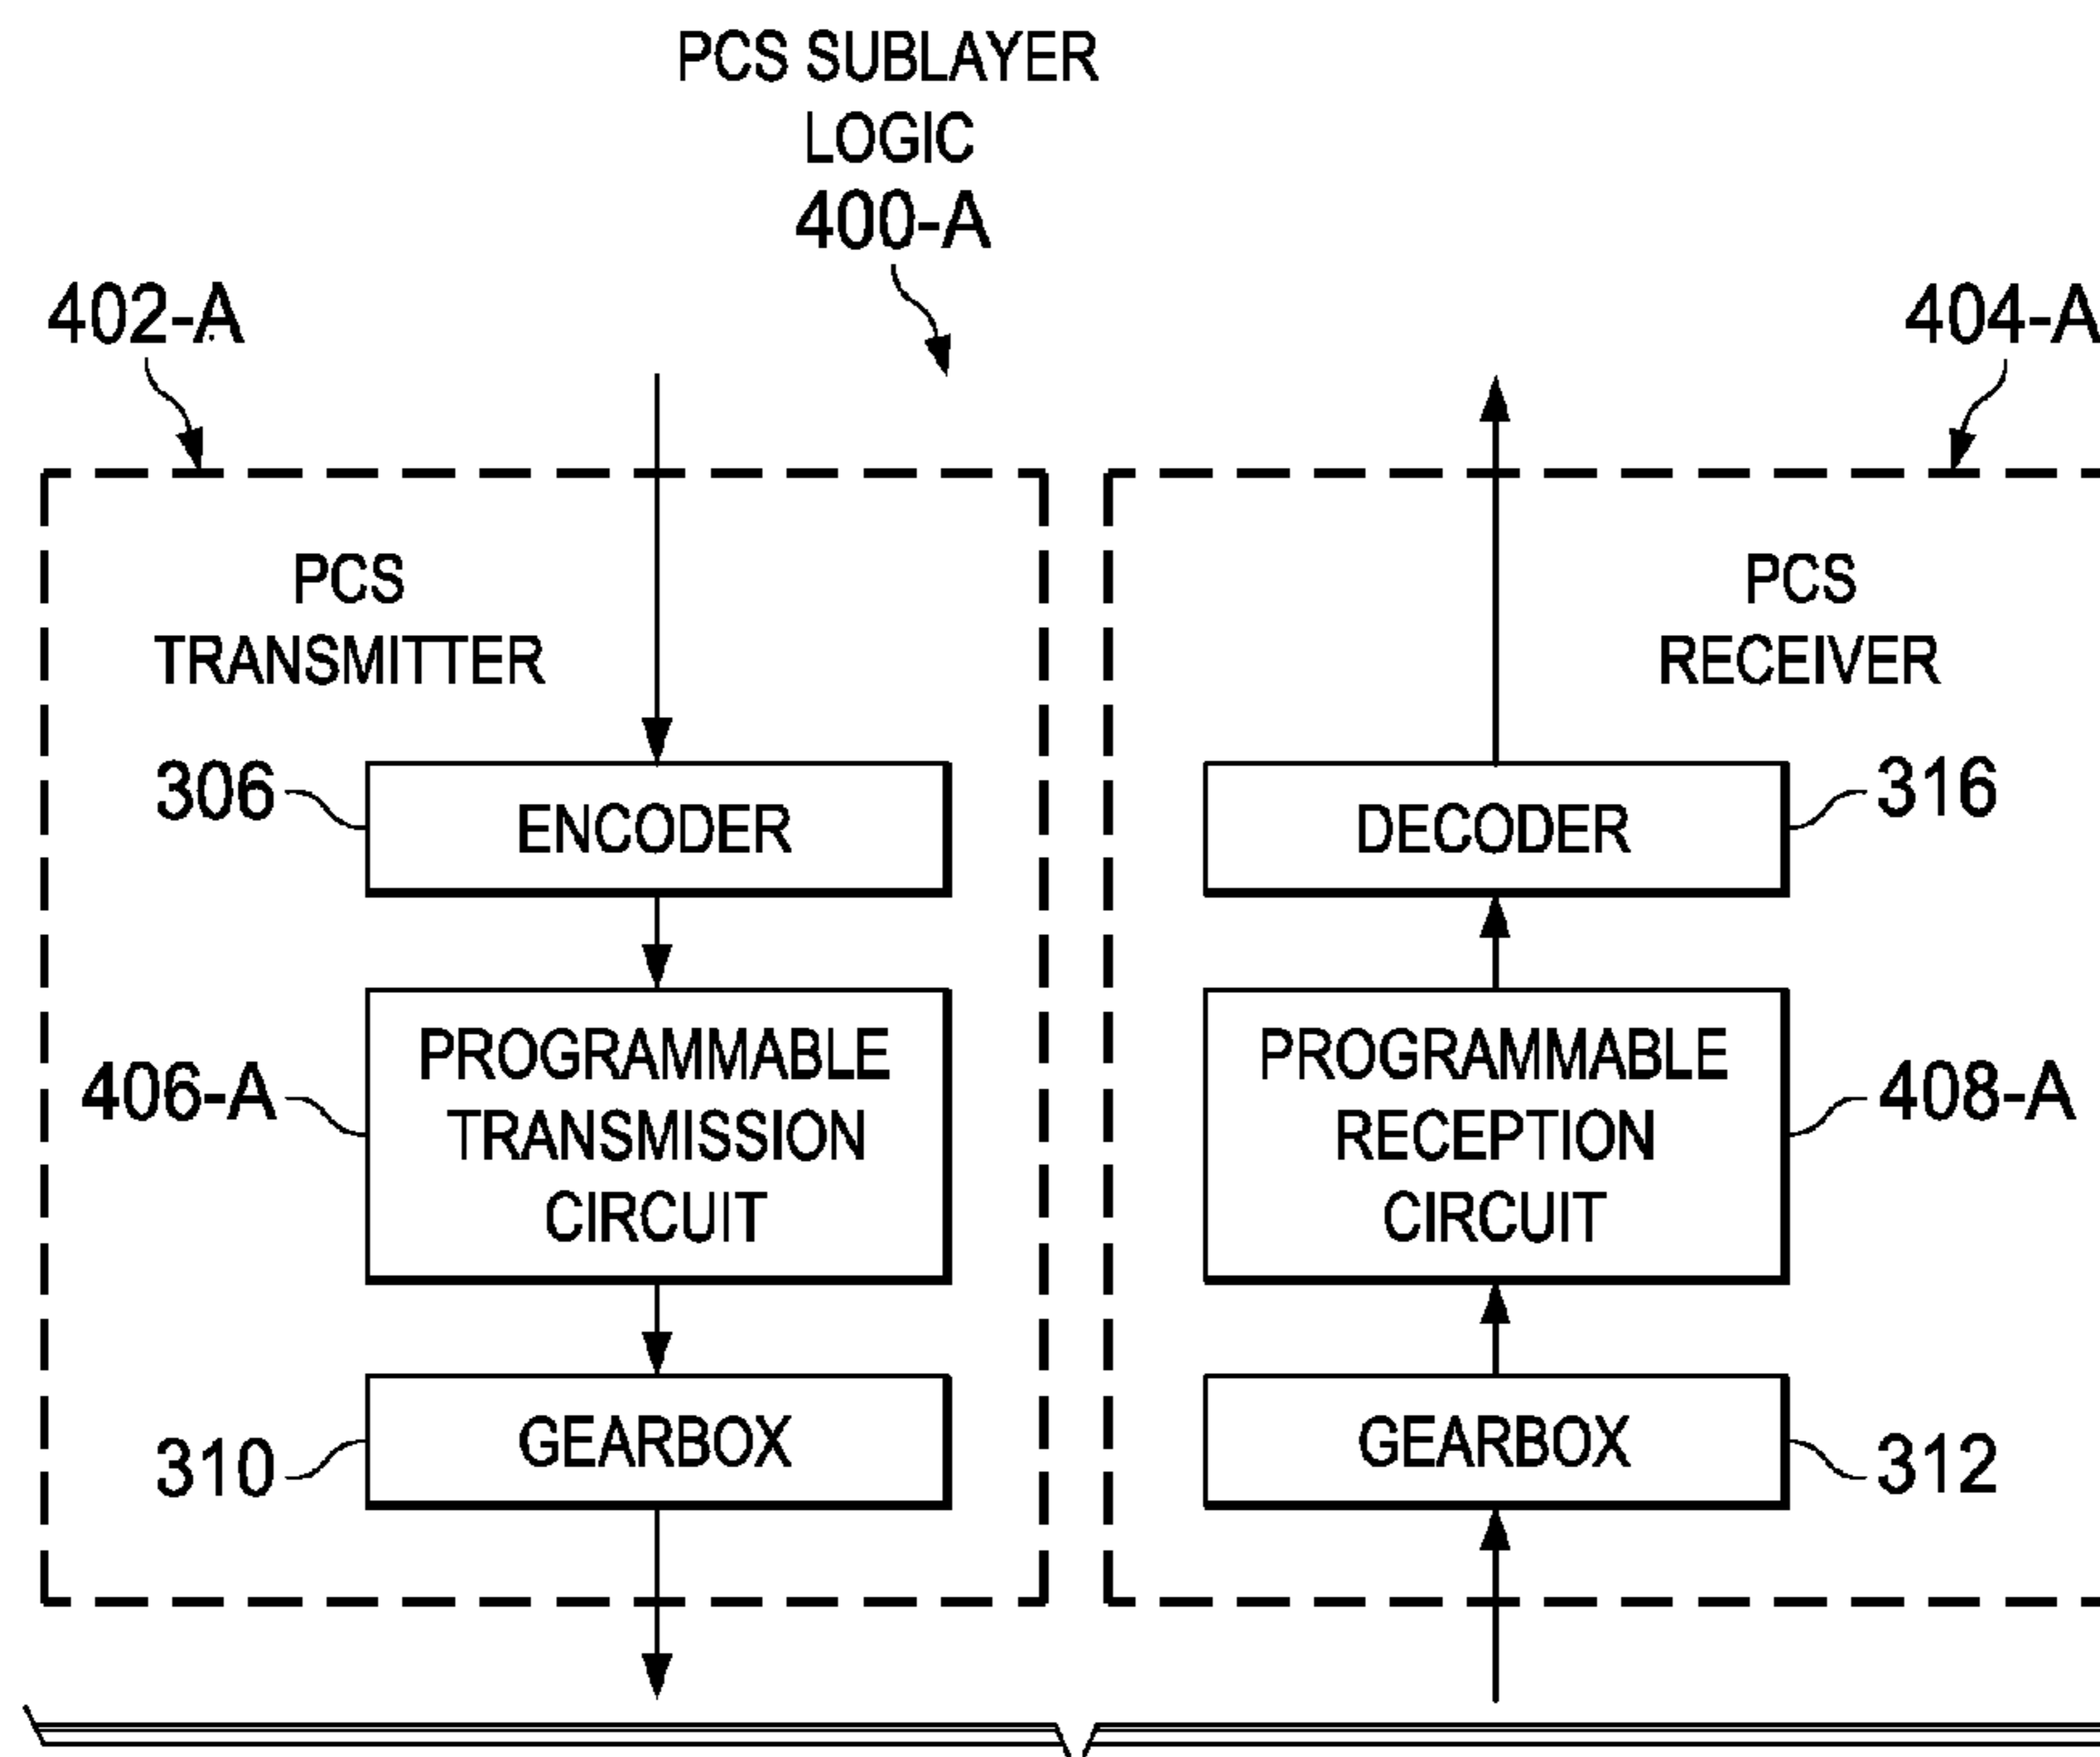 PCS SUBLAYER
LOGIC
400-A
402-A
404-A
PCS
TRANSMITTER
306
ENCODER
406-A
PROGRAMMABLE
TRANSMISSION
CIRCUIT
310
GEARBOX
PCS
RECEIVER
DECODER
316
PROGRAMMABLE
RECEPTION
CIRCUIT
408-A
GEARBOX
312